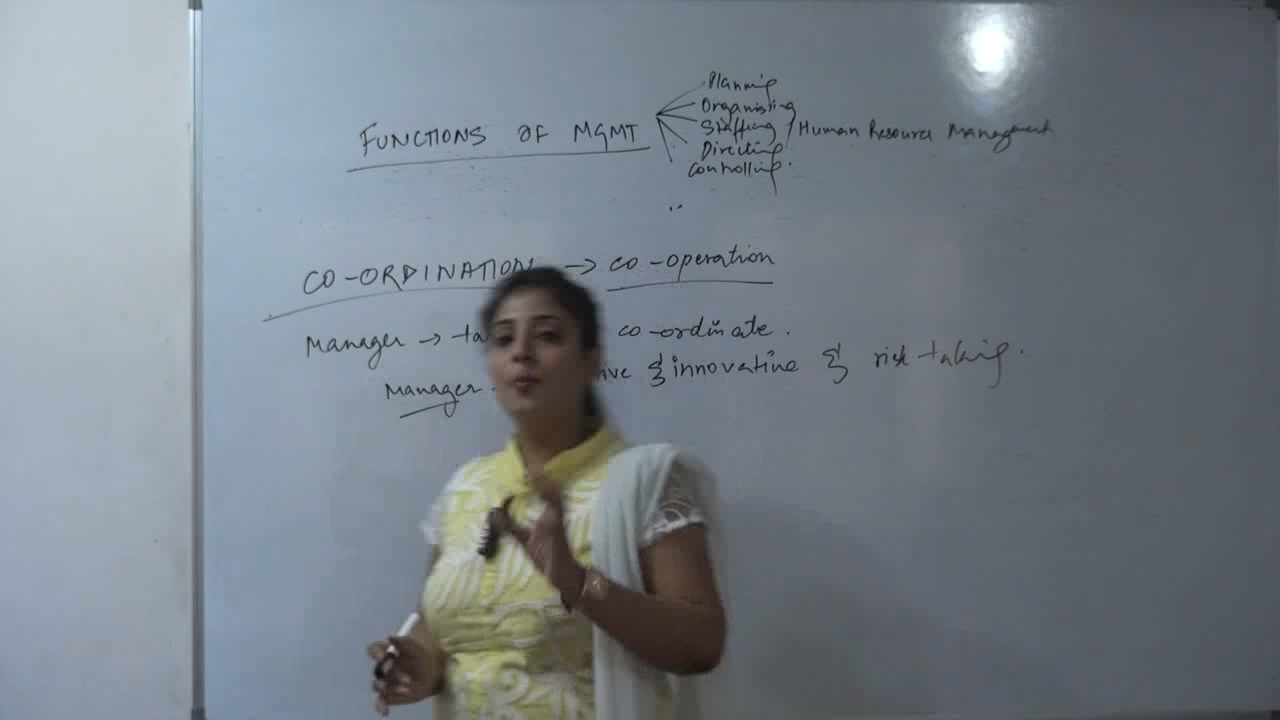 Planning
Organisting
FUNCTIONS OF MGMT Staffing Human Resource Management
Directing
Controlling.
CO-ORDINATION → co-operation
Manager → co-ordinate.
Manager & innovative & risk taking.